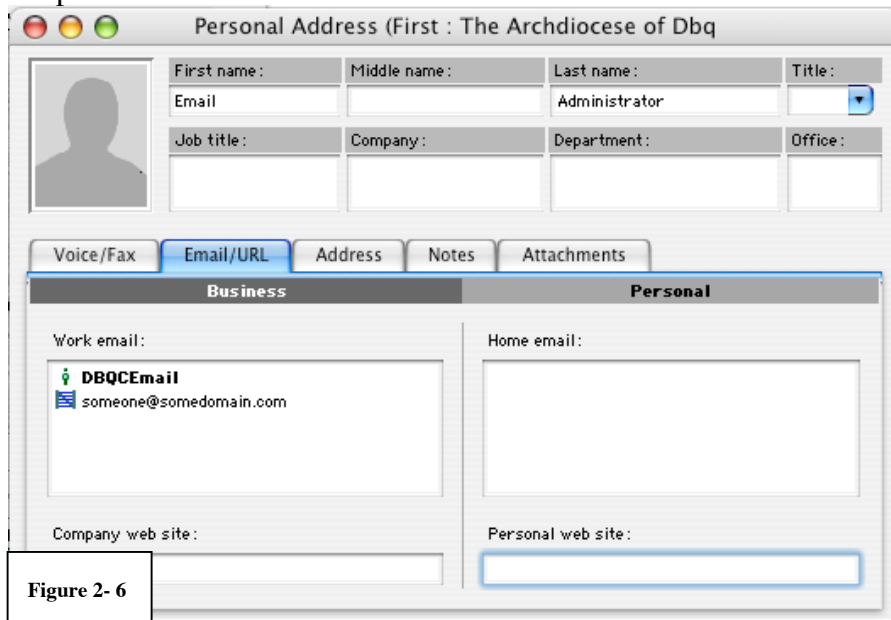 Personal Address (First : The Archdiocese of Dbq
First name: Middle name: Last name: Title:
Email Administrator
Job title: Company: Department: Office:
Voice/Fax Email/URL Address Notes Attachments
Business Personal
Work email: Home email:
DBQCEmail
someone@somedomain.com
Company web site: Personal web site:
Figure 2- 6